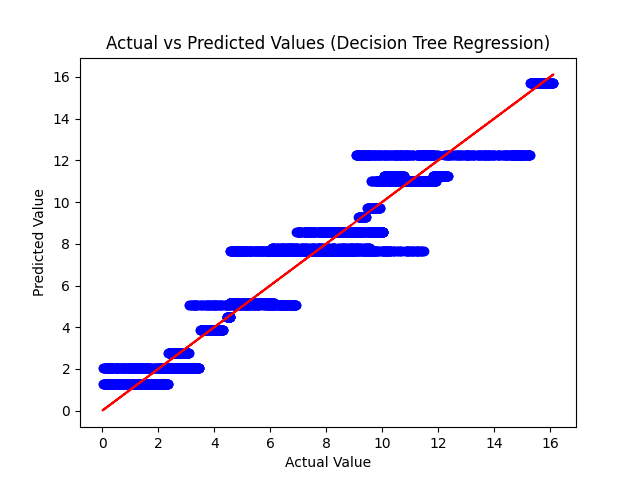 Actual vs Predicted Values (Decision Tree Regression)
16
14
12
10
8
6
4
2
0
Predicted Value
0 2 4 6 8 10 12 14 16
Actual Value